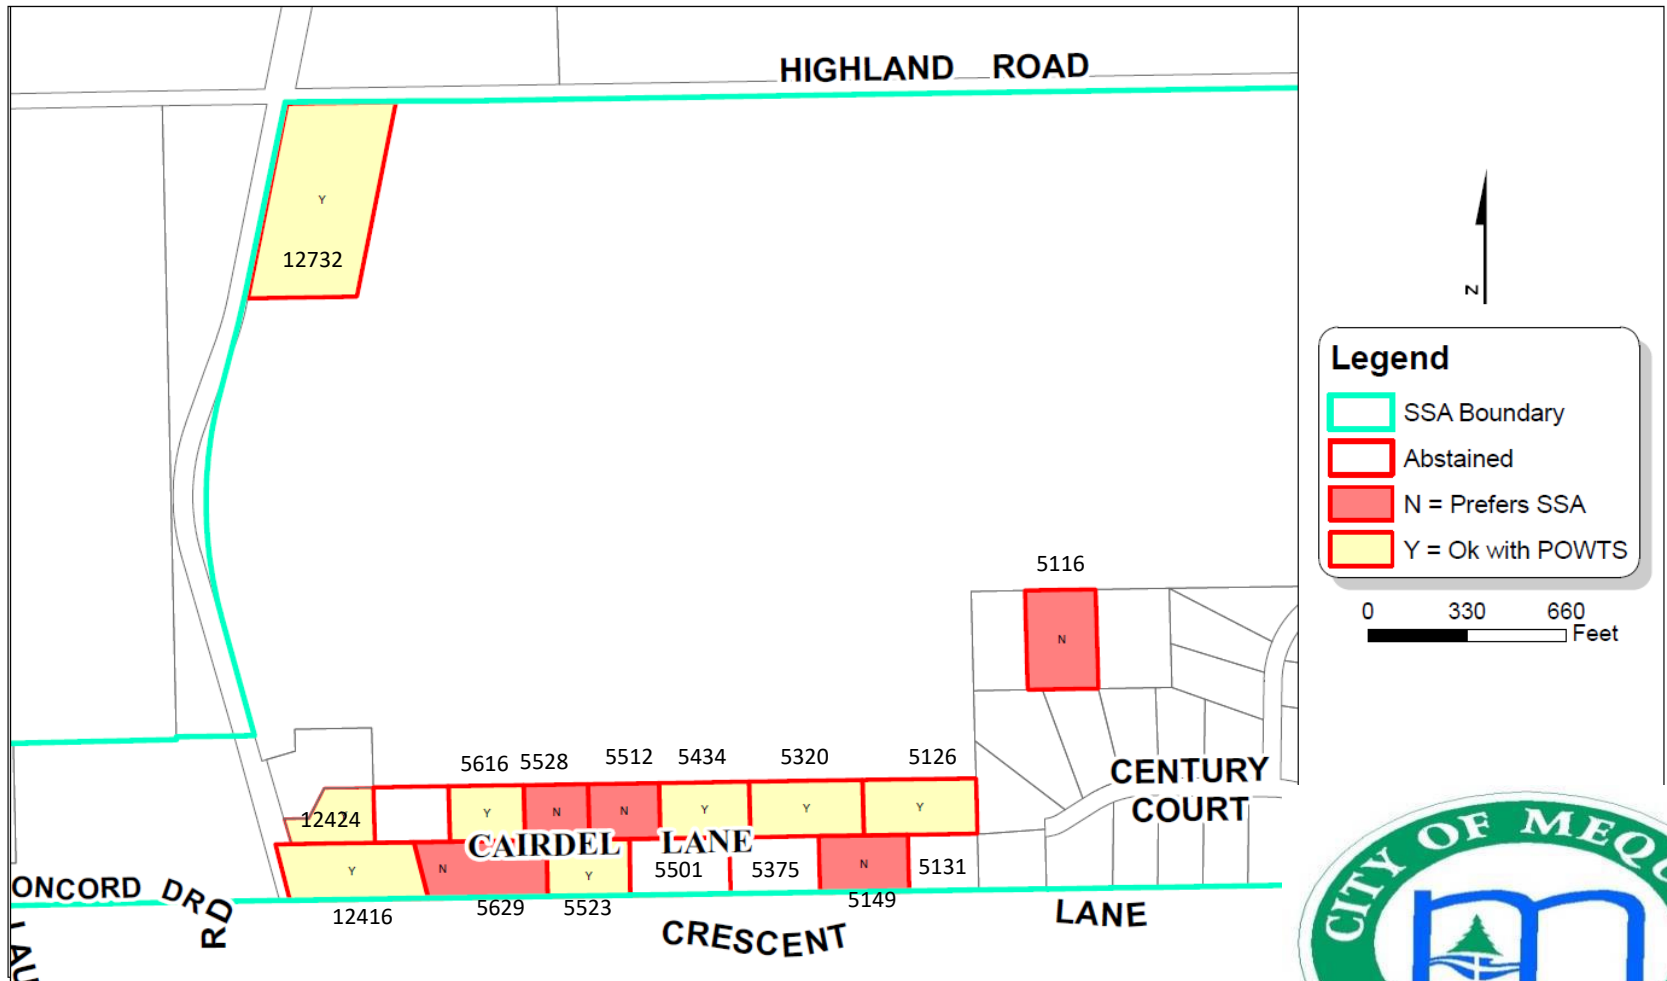 HIGHLAND ROAD
Y
12732
N
Legend
SSA Boundary
Abstained
N = Prefers SSA
Y = Ok with POWTS
0 330 660
Feet
5116
N
5616 5528 5512 5434 5320 5126
CENTURY
COURT
12424
Y N N Y Y Y
CAIRDEL LANE
Y N Y 5501 5375 N 5131
12416 5629 5523 5149
ONCORD DR
RD
CRESCENT LANE
LAU
CITY OF MEQU